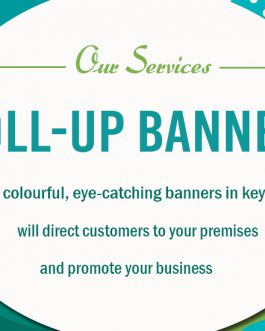 Our Services
OLL-UP BANNE
colourful, eye-catching banners in key
will direct customers to your premises
and promote your business